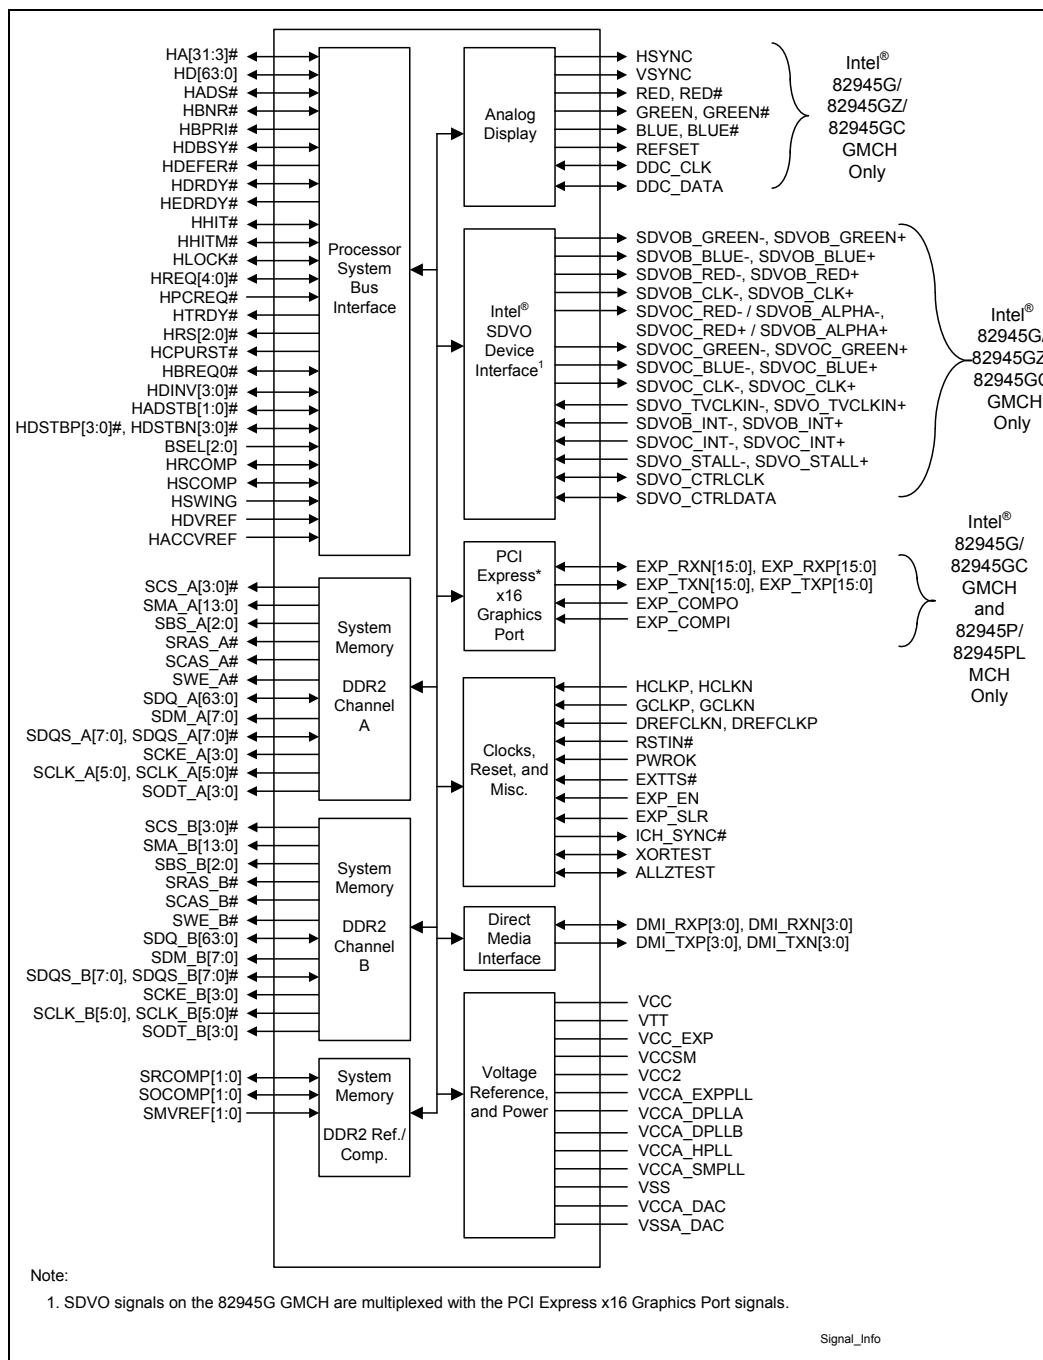 HA[31:3]#
HD[63:0]
HADS#
HBNR#
HBPRI#
HDBSY#
HDEFER#
HDRDY#
HEDRDY#
HHIT#
HHITM#
HLOCK#
HREQ[4:0]#
HPCREQ#
HTRDY#
HRS[2:0]#
HCPURST#
HBREQ0#
HDINV[3:0]#
HADSTB[1:0]#
HDSTBP[3:0]#, HDSTBN[3:0]#
BSEL[2:0]
HRCOMP
HSCOMP
HSWING
HDVREF
HACCVREF
Processor
System
Bus
Interface
SCS_A[3:0]#
SMA_A[13:0]
SBS_A[2:0]
SRAS_A#
SCAS_A#
SWE_A#
SDQ_A[63:0]
SDM_A[7:0]
SDQS_A[7:0], SDQS_A[7:0]#
SCKE_A[3:0]
SCLK_A[5:0], SCLK_A[5:0]#
SODT_A[3:0]
System
Memory
DDR2
Channel
A
SCS_B[3:0]#
SMA_B[13:0]
SBS_B[2:0]
SRAS_B#
SCAS_B#
SWE_B#
SDQ_B[63:0]
SDM_B[7:0]
SDQS_B[7:0], SDQS_B[7:0]#
SCKE_B[3:0]
SCLK_B[5:0], SCLK_B[5:0]#
SODT_B[3:0]
System
Memory
DDR2
Channel
B
SRCOMP[1:0]
SOCOMP[1:0]
SMVREF[1:0]
System
Memory
DDR2 Ref./
Comp.
Analog
Display
HSYNC
VSYNC
RED, RED#
GREEN, GREEN#
BLUE, BLUE#
REFSET
DDC_CLK
DDC_DATA
Intel®
82945G/
82945GZ/
82945GC
GMCH
Only
Intel®
SDVO
Device
Interface1
SDVOB_GREEN-, SDVOB_GREEN+
SDVOB_BLUE-, SDVOB_BLUE+
SDVOB_RED-, SDVOB_RED+
SDVOB_CLK-, SDVOB_CLK+
SDVOC_RED- / SDVOB_ALPHA-,
SDVOC_RED+ / SDVOB_ALPHA+
SDVOC_GREEN-, SDVOC_GREEN+
SDVOC_BLUE-, SDVOC_BLUE+
SDVOC_CLK-, SDVOC_CLK+
SDVO_TVCLKIN-, SDVO_TVCLKIN+
SDVOB_INT-, SDVOB_INT+
SDVOC_INT-, SDVOC_INT+
SDVO_STALL-, SDVO_STALL+
SDVO_CTRLCLK
SDVO_CTRLDATA
Intel®
82945G/
82945GZ
82945GC
GMCH
Only
PCI
Express*
x16
Graphics
Port
EXP_RXN[15:0], EXP_RXP[15:0]
EXP_TXN[15:0], EXP_TXP[15:0]
EXP_COMPO
EXP_COMPI
Intel®
82945G/
82945GC
GMCH
and
82945P/
82945PL
MCH
Only
Clocks,
Reset, and
Misc.
HCLKP, HCLKN
GCLKP, GCLKN
DREFCLKN, DREFCLKP
RSTIN#
PWROK
EXTTS#
EXP_EN
EXP_SLR
ICH_SYNC#
XORTEST
ALLZTEST
Direct
Media
Interface
DMI_RXP[3:0], DMI_RXN[3:0]
DMI_TXP[3:0], DMI_TXN[3:0]
Voltage
Reference,
and Power
VCC
VTT
VCC_EXP
VCCSM
VCC2
VCCA_EXPPLL
VCCA_DPLLA
VCCA_DPLLB
VCCA_HPLL
VCCA_SMPLL
VSS
VCCA_DAC
VSSA_DAC
Note:
1. SDVO signals on the 82945G GMCH are multiplexed with the PCI Express x16 Graphics Port signals.
Signal_Info